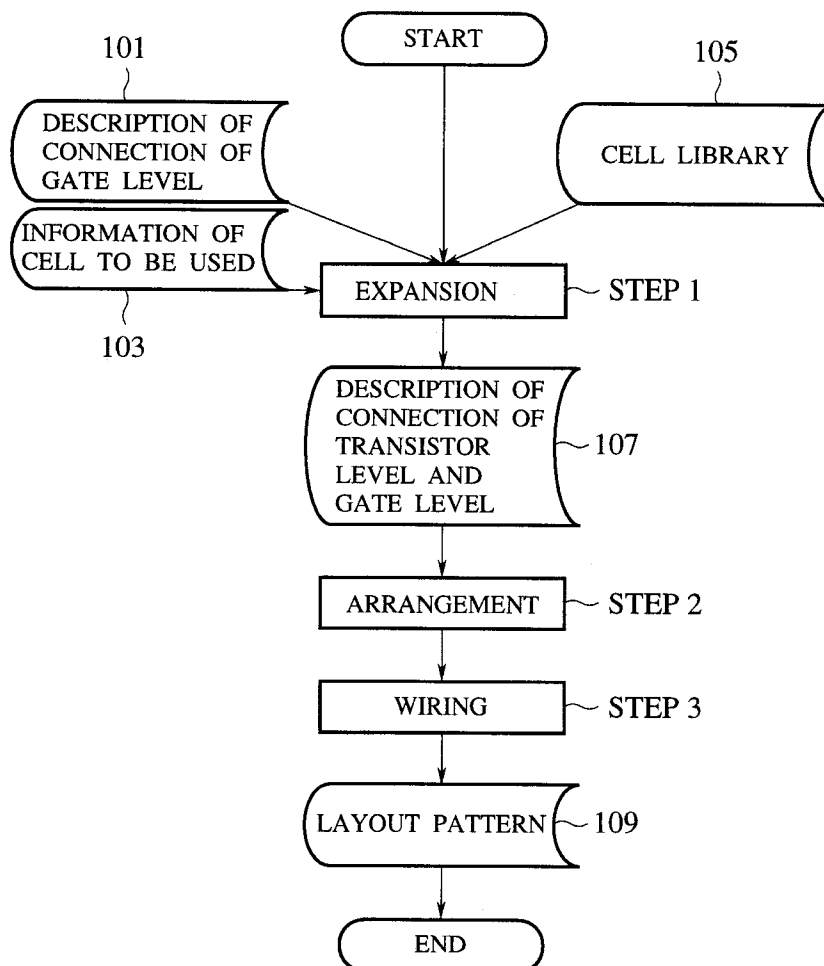 START
101
105
DESCRIPTION OF
CONNECTION OF
GATE LEVEL
CELL LIBRARY
INFORMATION OF
CELL TO BE USED
103
EXPANSION
STEP 1
DESCRIPTION OF
CONNECTION OF
TRANSISTOR
LEVEL AND
GATE LEVEL
107
ARRANGEMENT
STEP 2
WIRING
STEP 3
LAYOUT PATTERN
109
END